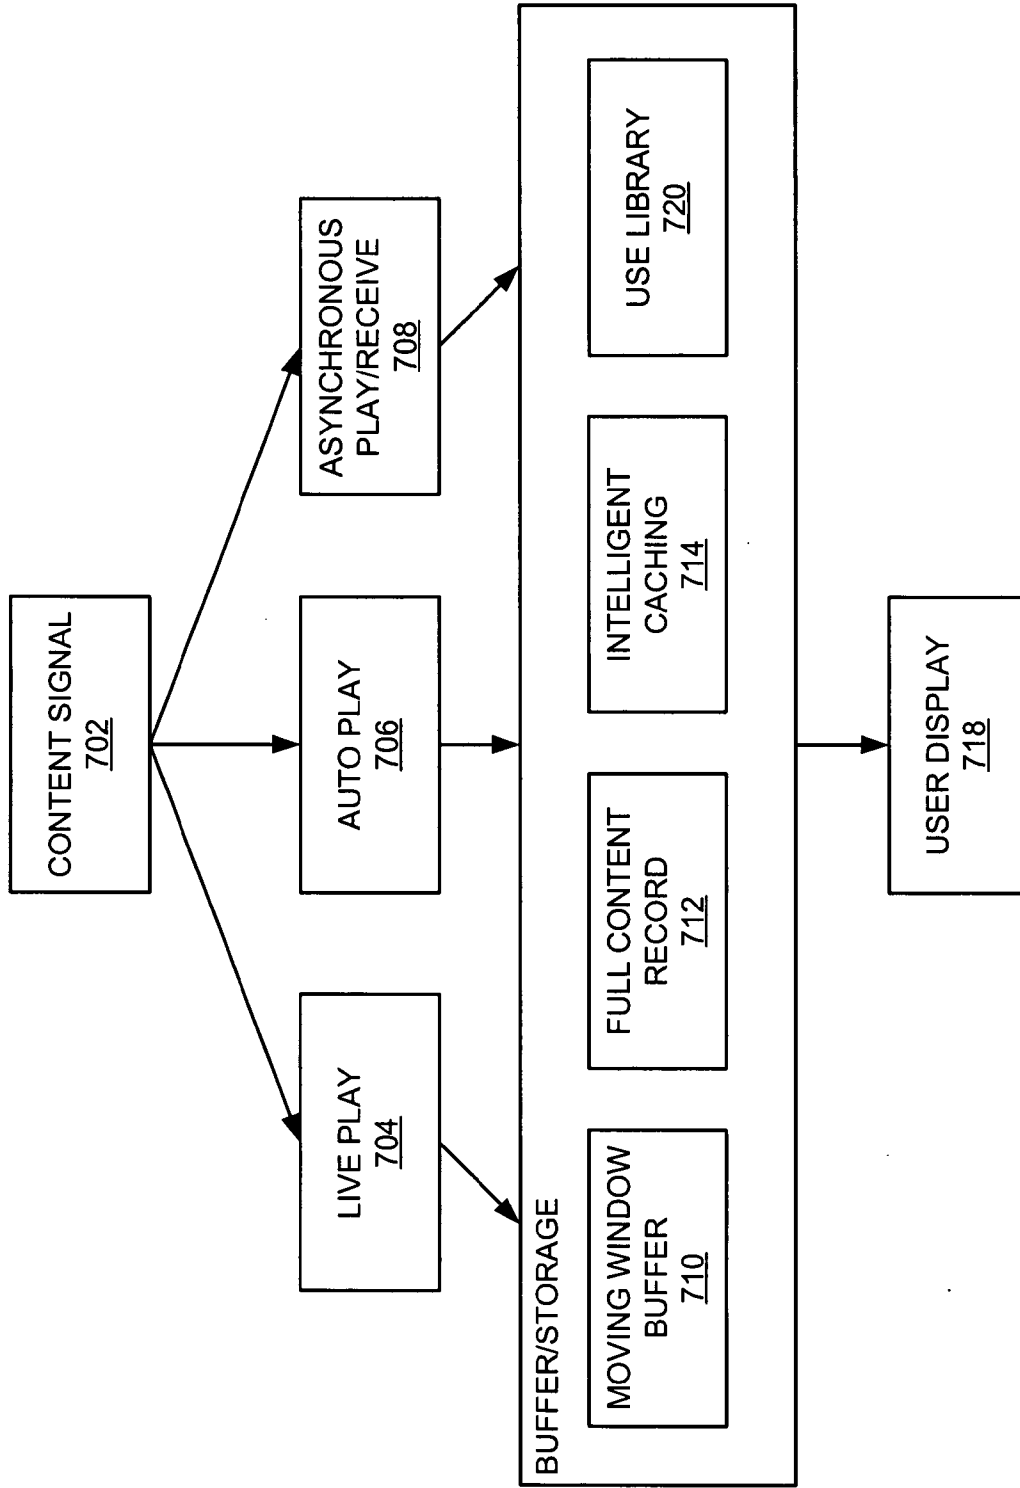 CONTENT SIGNAL
702
LIVE PLAY
704
AUTO PLAY
706
ASYNCHRONOUS
PLAY/RECEIVE
708
BUFFER/STORAGE
MOVING WINDOW
BUFFER
710
FULL CONTENT
RECORD
712
INTELLIGENT
CACHING
714
USE LIBRARY
720
USER DISPLAY
718